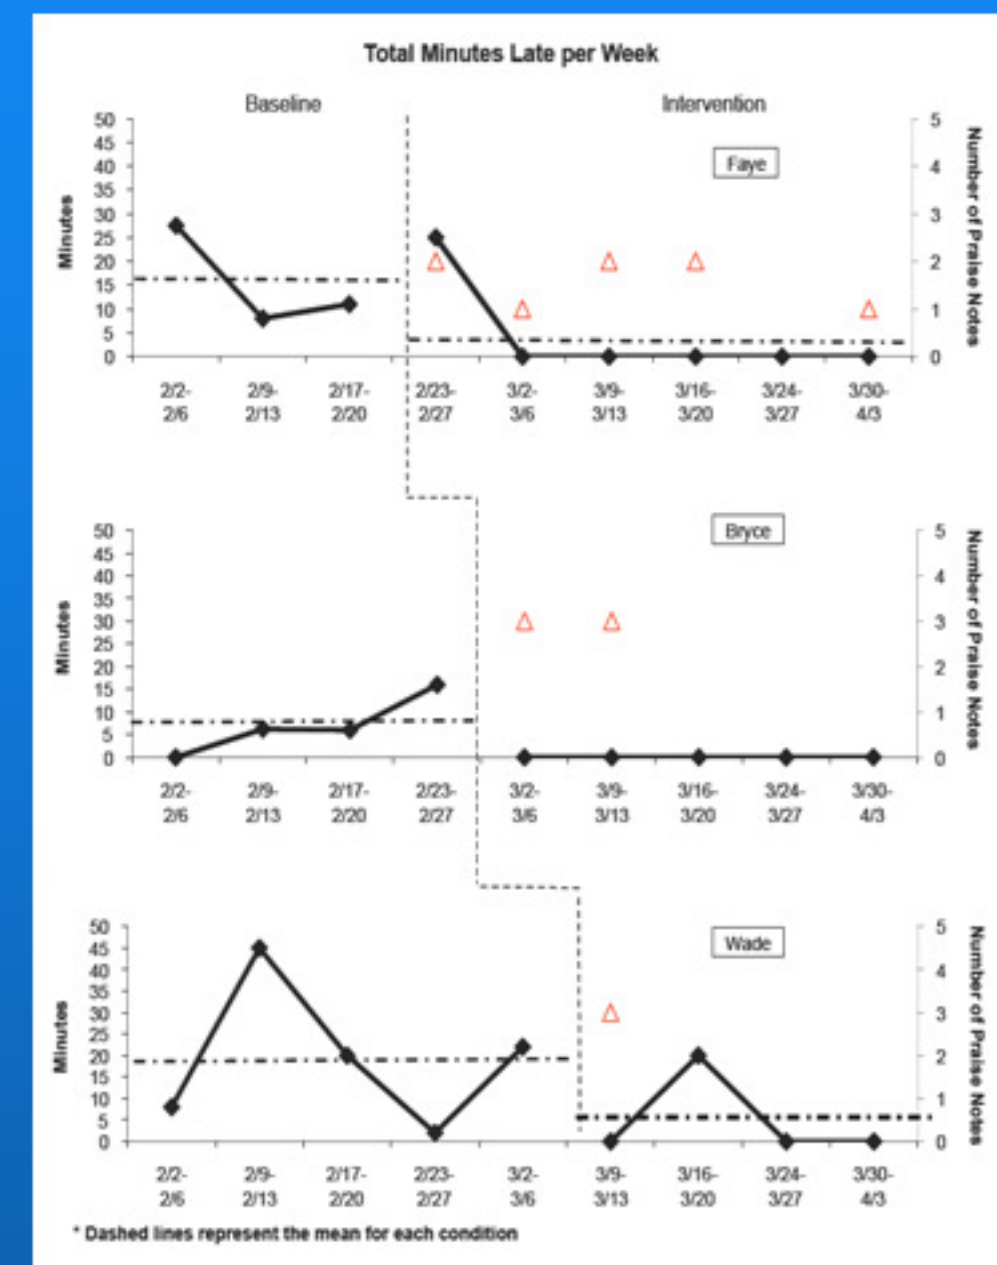 Total Minutes Late per Week
Baseline Intervention
Minutes
50
45
40
35
30
25
20
15
10
5
0
Faye
5
4
3
2
1
0
Number of Praise Notes
2/2- 2/9- 2/17- 2/23- 3/2- 3/9- 3/16- 3/24- 3/30-
2/6 2/13 2/20 2/27 3/6 3/13 3/20 3/27 4/3
Minutes
50
45
40
35
30
25
20
15
10
5
0
Bryce
5
4
3
2
1
0
Number of Praise Notes
2/2- 2/9- 2/17- 2/23- 3/2- 3/9- 3/16- 3/24- 3/30-
2/6 2/13 2/20 2/27 3/6 3/13 3/20 3/27 4/3
Minutes
50
45
40
35
30
25
20
15
10
5
0
Wade
5
4
3
2
1
0
Number of Praise Notes
2/2- 2/9- 2/17- 2/23- 3/2- 3/9- 3/16- 3/24- 3/30-
2/6 2/13 2/20 2/27 3/6 3/13 3/20 3/27 4/3
* Dashed lines represent the mean for each condition